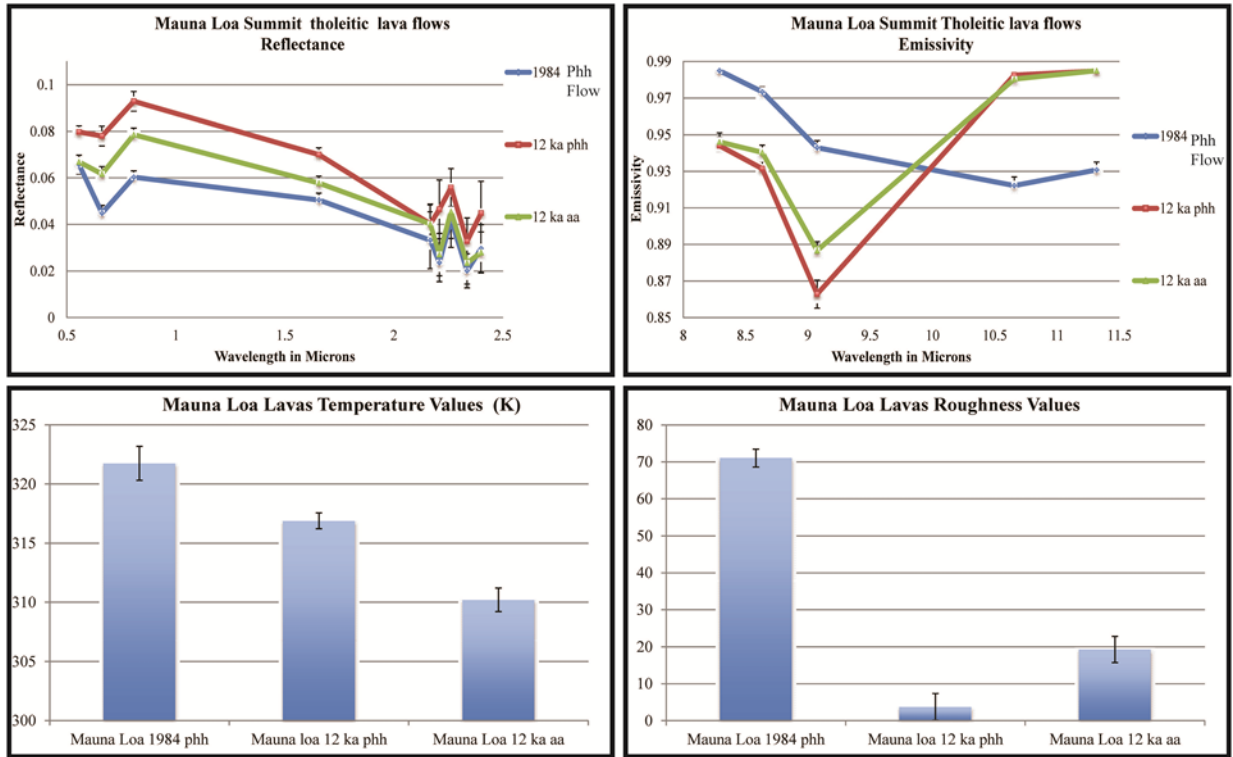 Mauna Loa Summit tholeitic lava flows
Reflectance
0.1
0.08
0.06
0.04
0.02
0
Reflectance
0.5
1
1.5
2
2.5
Wavelength in Microns
1984 Phh
Flow
12 ka phh
12 ka aa
Mauna Loa Summit Tholeitic lava flows
Emissivity
0.99
0.97
0.95
0.93
0.91
0.89
0.87
0.85
Emissivity
8
8.5
9
9.5
10
10.5
11
11.5
Wavelength in Microns
1984 Phh
Flow
12 ka phh
12 ka aa
Mauna Loa Lavas Temperature Values (K)
325
320
315
310
305
300
Mauna Loa 1984 phh
Mauna loa 12 ka phh
Mauna Loa 12 ka aa
Mauna Loa Lavas Roughness Values
80
70
60
50
40
30
20
10
0
Mauna Loa 1984 phh
Mauna loa 12 ka phh
Mauna Loa 12 ka aa